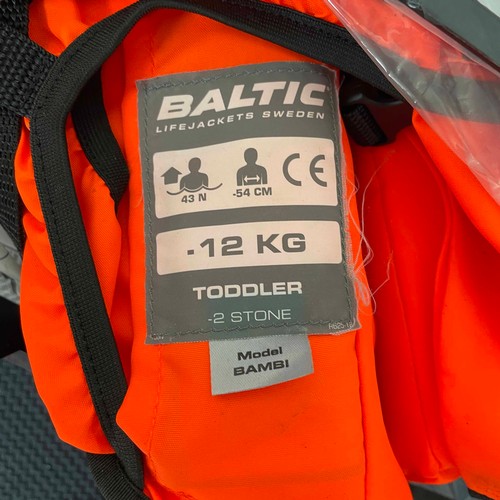 BALTIC
LIFEJACKETS SWEDEN
43 N
-54 CM
CE
-12 KG
TODDLER
-2 STONE
Model
BAMBI